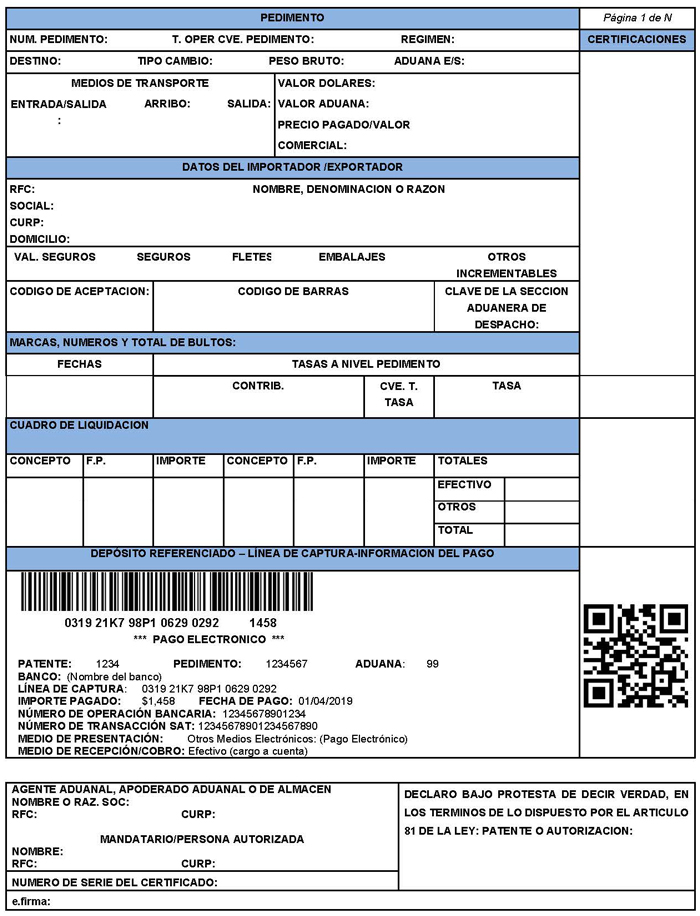 PEDIMENTO
Página 1 de N
NUM. PEDIMENTO: T. OPER CVE. PEDIMENTO: REGIMEN:
CERTIFICACIONES
DESTINO: TIPO CAMBIO: PESO BRUTO: ADUANA E/S:
MEDIOS DE TRANSPORTE
VALOR DOLARES:
ENTRADA/SALIDA ARRIBO: SALIDA:
:
VALOR ADUANA:
PRECIO PAGADO/VALOR
COMERCIAL:
DATOS DEL IMPORTADOR /EXPORTADOR
RFC: NOMBRE, DENOMINACION O RAZON
SOCIAL:
CURP:
DOMICILIO:
VAL. SEGUROS SEGUROS FLETES EMBALAJES OTROS
INCREMENTABLES
CODIGO DE ACEPTACION: CODIGO DE BARRAS CLAVE DE LA SECCION
ADUANERA DE
DESPACHO:
MARCAS, NUMEROS Y TOTAL DE BULTOS:
FECHAS TASAS A NIVEL PEDIMENTO
CONTRIB. CVE. T. TASA
TASA
CUADRO DE LIQUIDACION
CONCEPTO F.P. IMPORTE CONCEPTO F.P. IMPORTE TOTALES
EFECTIVO
OTROS
TOTAL
DEPÓSITO REFERENCIADO – LÍNEA DE CAPTURA-INFORMACION DEL PAGO
0319 21K7 98P1 0629 0292 1458
*** PAGO ELECTRONICO ***
PATENTE: 1234 PEDIMENTO: 1234567 ADUANA: 99
BANCO: (Nombre del banco)
LÍNEA DE CAPTURA: 0319 21K7 98P1 0629 0292
IMPORTE PAGADO: $1,458 FECHA DE PAGO: 01/04/2019
NÚMERO DE OPERACIÓN BANCARIA: 12345678901234
NÚMERO DE TRANSACCIÓN SAT: 12345678901234567890
MEDIO DE PRESENTACIÓN: Otros Medios Electrónicos: (Pago Electrónico)
MEDIO DE RECEPCIÓN/COBRO: Efectivo (cargo a cuenta)
AGENTE ADUANAL, APODERADO ADUANAL O DE ALMACEN
NOMBRE O RAZ. SOC:
RFC: CURP:
MANDATARIO/PERSONA AUTORIZADA
NOMBRE:
RFC: CURP:
NUMERO DE SERIE DEL CERTIFICADO:
e.firma:
DECLARO BAJO PROTESTA DE DECIR VERDAD, EN
LOS TERMINOS DE LO DISPUESTO POR EL ARTICULO
81 DE LA LEY: PATENTE O AUTORIZACION: